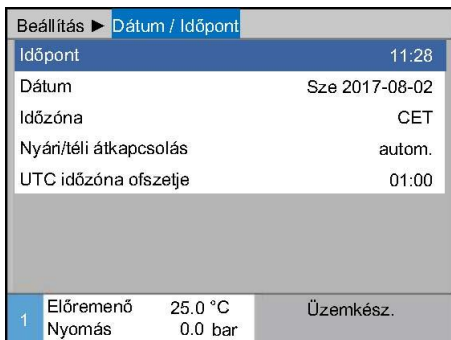 Beállítás ► Dátum / Időpont
Időpont 11:28
Dátum Sze 2017-08-02
Időzóna CET
Nyári/téli átkapcsolás autom.
UTC időzóna ofszetje 01:00
1 Előremenő 25.0 °C Üzemkész.
Nyomás 0.0 bar